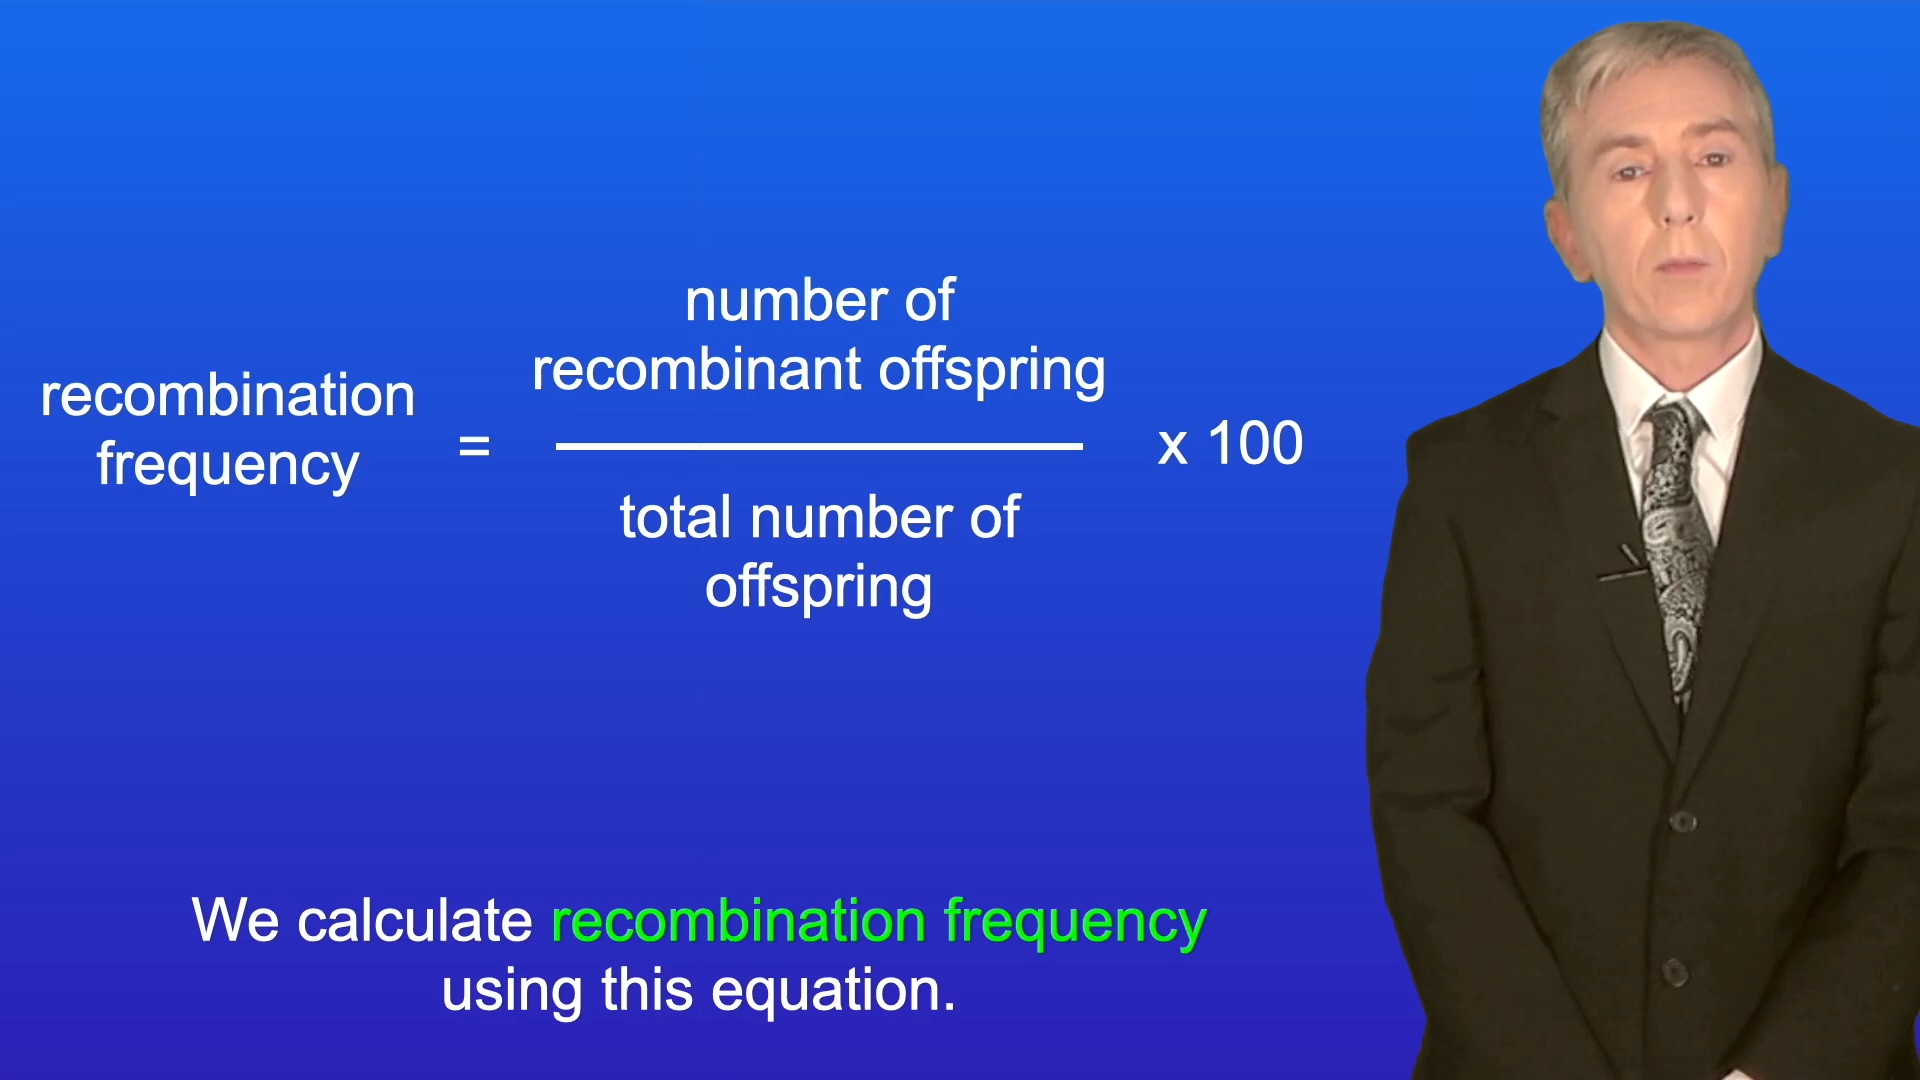 recombination
frequency
=
number of
recombinant offspring
total number of
offspring
x 100
We calculate recombination frequency
using this equation.